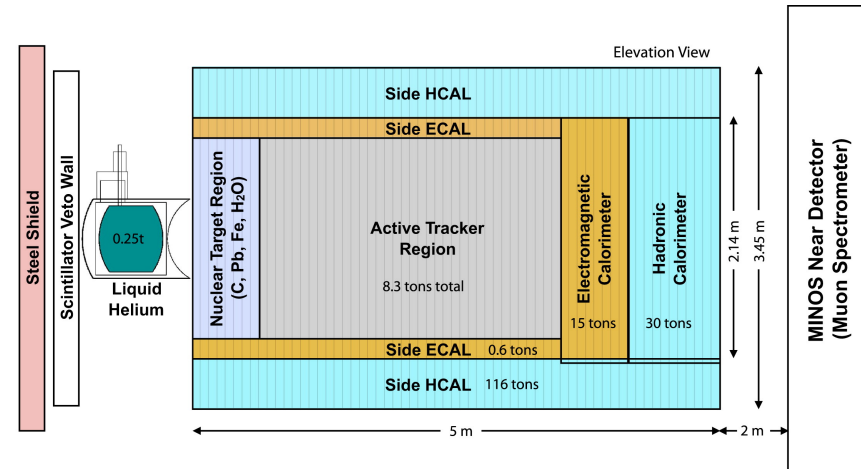 Elevation View
Steel Shield
Scintillator Veto Wall
0.25t
Liquid
Helium
Side HCAL
Side ECAL
Nuclear Target Region
(C, Pb, Fe, H₂O)
Active Tracker
Region
8.3 tons total
Electromagnetic
Calorimeter
15 tons
Hadronic
Calorimeter
30 tons
Side ECAL 0.6 tons
Side HCAL 116 tons
2.14 m
3.45 m
5 m
2 m
MINOS Near Detector
(Muon Spectrometer)